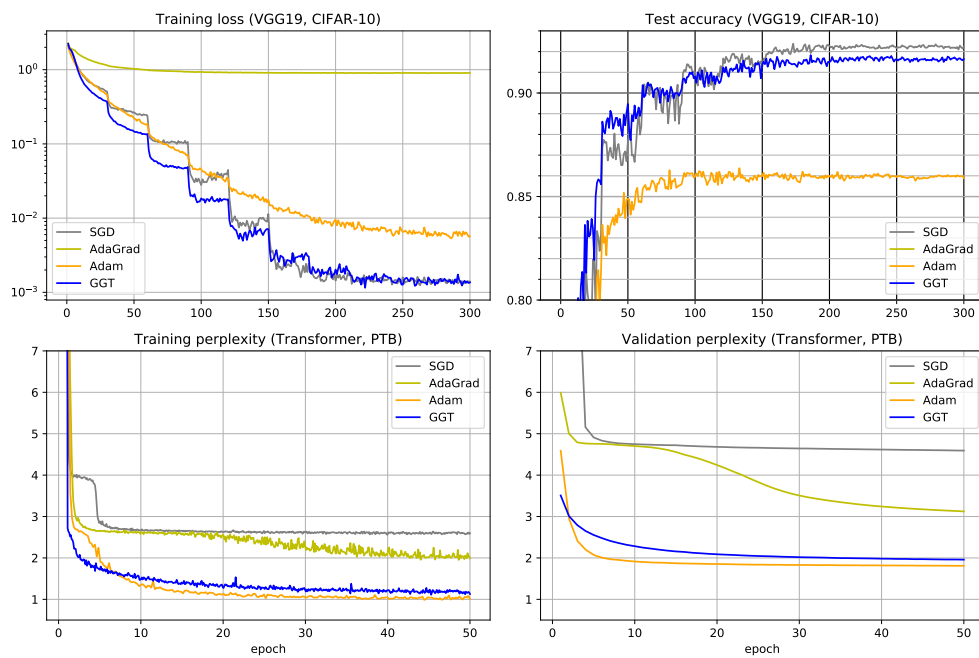 Training loss (VGG19, CIFAR-10)
10⁰
10⁻¹
10⁻²
10⁻³
SGD
AdaGrad
Adam
GGT
0 50 100 150 200 250 300
Test accuracy (VGG19, CIFAR-10)
0.90
0.85
0.80
SGD
AdaGrad
Adam
GGT
0 50 100 150 200 250 300
Training perplexity (Transformer, PTB)
7
6
5
4
3
2
1
SGD
AdaGrad
Adam
GGT
0 10 20 30 40 50
epoch
Validation perplexity (Transformer, PTB)
7
6
5
4
3
2
1
SGD
AdaGrad
Adam
GGT
0 10 20 30 40 50
epoch